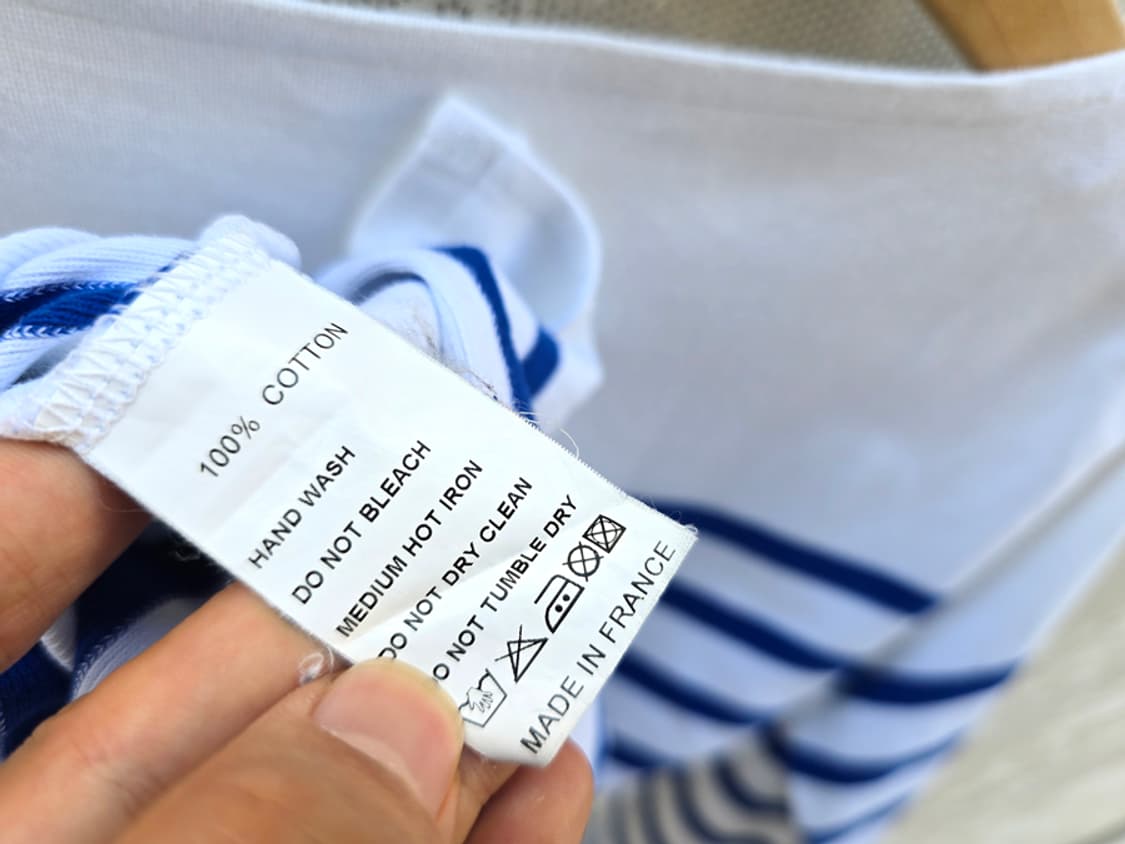 100% COTTON
HAND WASH
DO NOT BLEACH
MEDIUM HOT IRON
DO NOT DRY CLEAN
O NOT TUMBLE DRY
MADE IN FRANCE